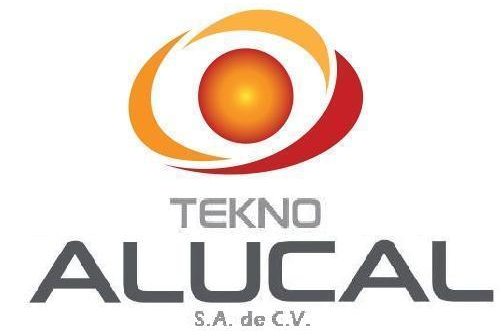 TEKNO
ALUCAL
S.A. de C.V.